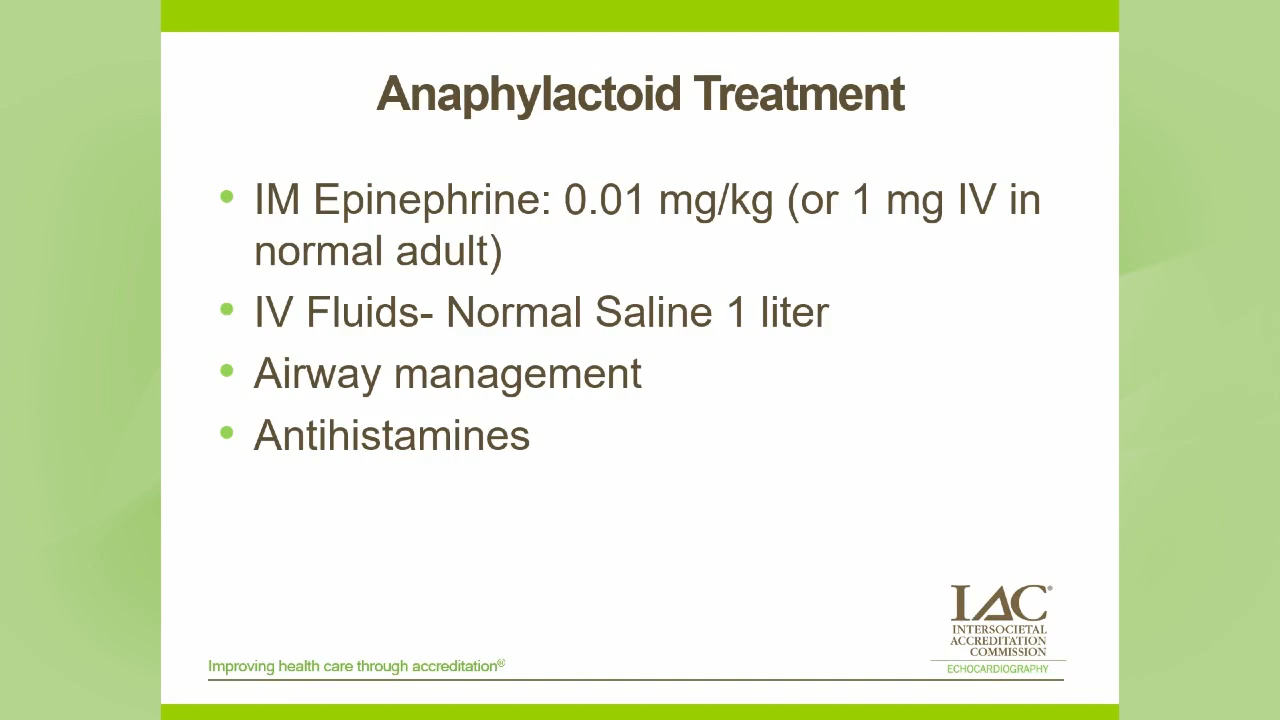 Anaphylactoid Treatment
• IM Epinephrine: 0.01 mg/kg (or 1 mg IV in
normal adult)
• IV Fluids- Normal Saline 1 liter
• Airway management
• Antihistamines
IAC®
INTERSOCIETAL
ACCREDITATION
COMMISSION
ECHOCARDIOGRAPHY
Improving health care through accreditation®